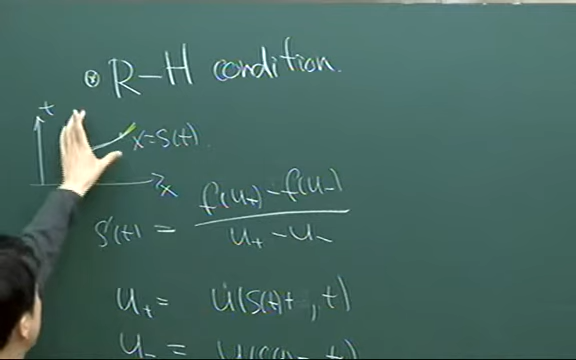 ⊛ R-H condition.
t
x=s(t)
x
s'(t) = f(u+) - f(u-) / u+ - u-
u+ = u(s(t)+, t)
u- = u(s(t)-, t)